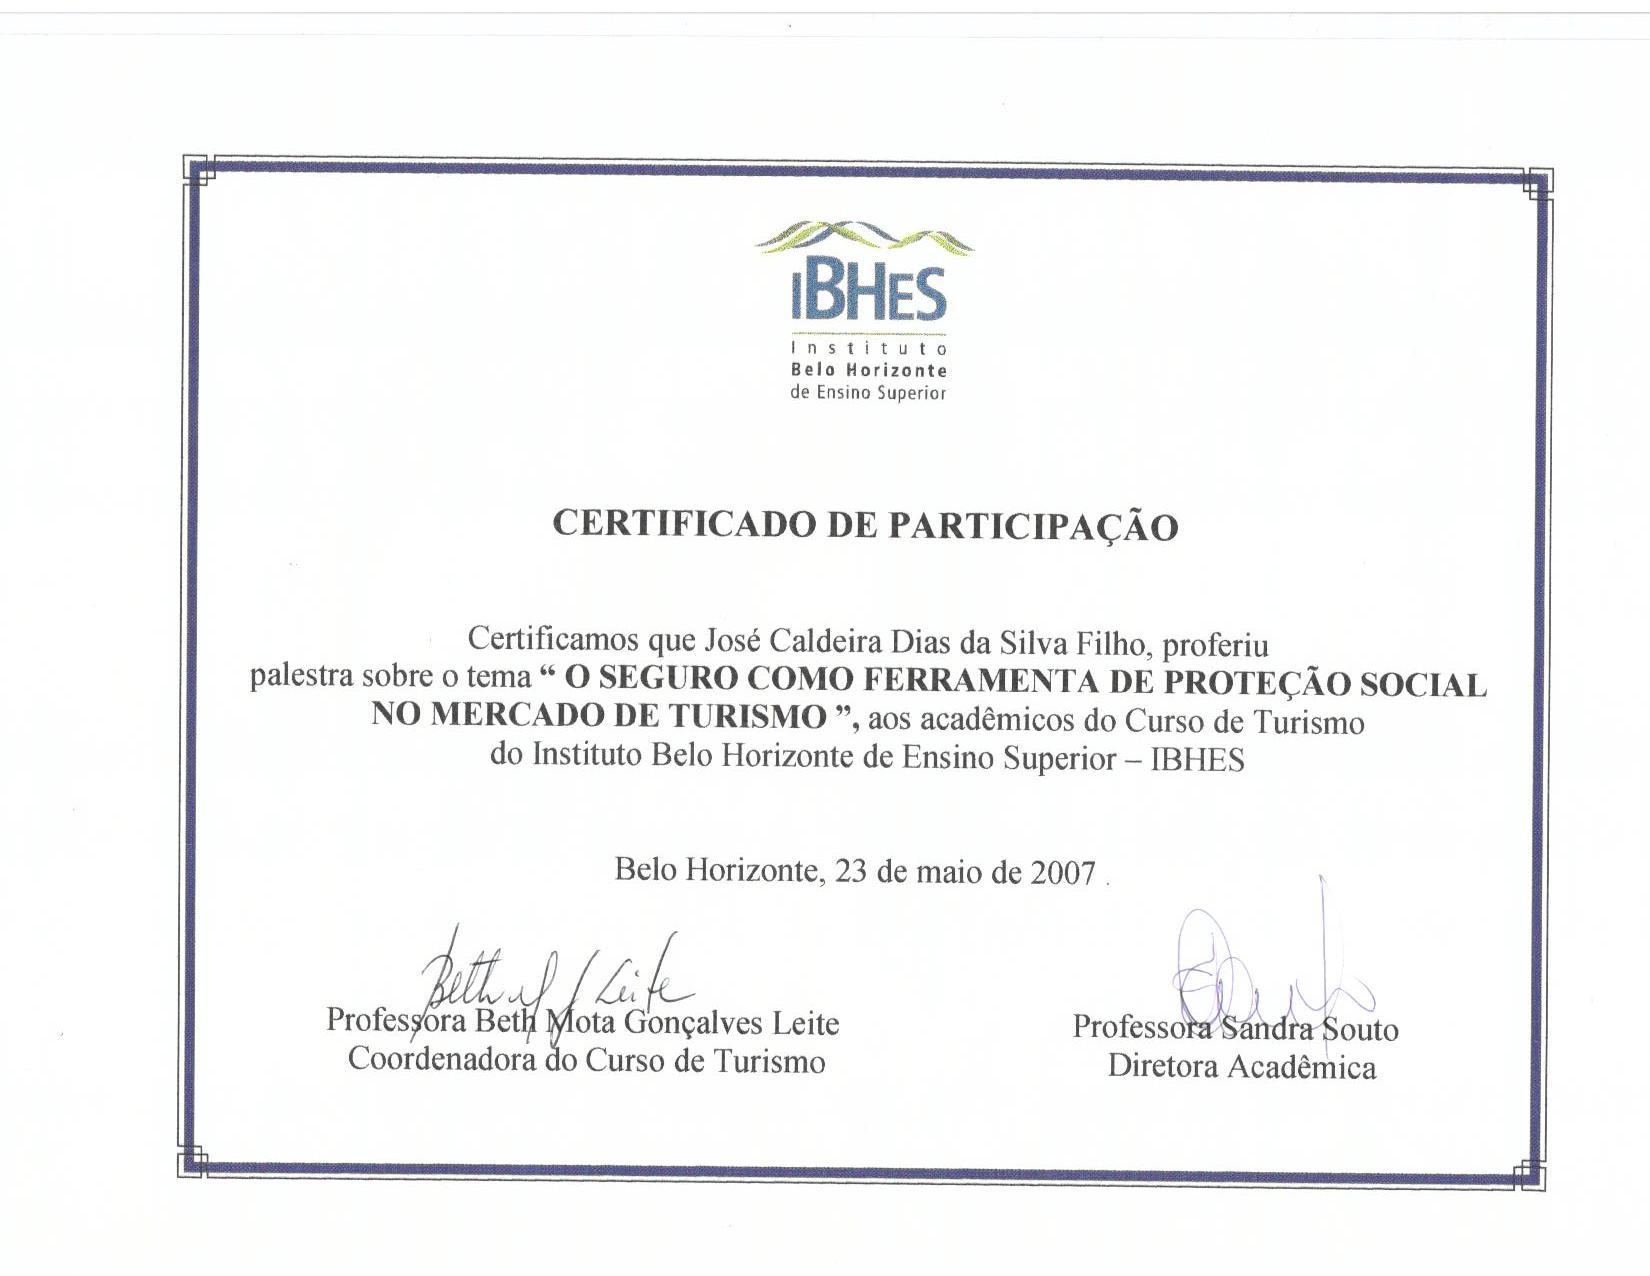 IBHES
Instituto
Belo Horizonte
de Ensino Superior
CERTIFICADO DE PARTICIPAÇÃO
Certificamos que José Caldeira Dias da Silva Filho, proferiu
palestra sobre o tema “ O SEGURO COMO FERRAMENTA DE PROTEÇÃO SOCIAL
NO MERCADO DE TURISMO ”, aos acadêmicos do Curso de Turismo
do Instituto Belo Horizonte de Ensino Superior – IBHES
Belo Horizonte, 23 de maio de 2007 .
Beth Leite
Professora Beth Mota Gonçalves Leite
Coordenadora do Curso de Turismo
Professora Sandra Souto
Diretora Acadêmica